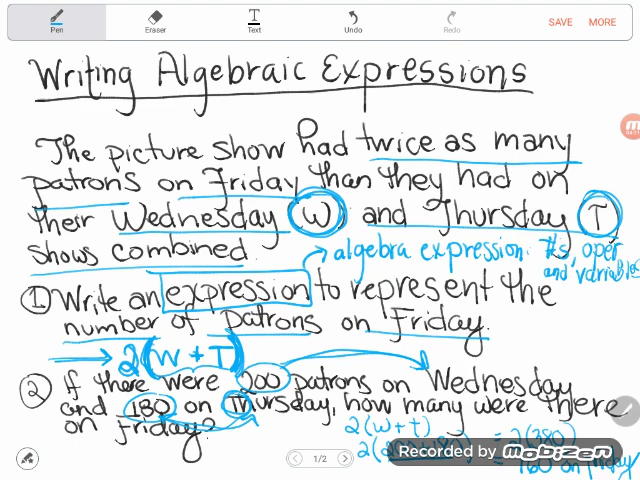 Pen
Eraser
Text
Undo
Redo
SAVE
MORE
Writing Algebraic Expressions
The picture show had twice as many
patrons on Friday than they had on
their Wednesday (W) and Thursday (T)
shows combined.
algebra expression: #s, oper
and variables
① Write an expression to represent the
number of patrons on Friday.
2(W + T)
② If there were 200 patrons on Wednesday
and 180 on Thursday, how many were there
on Friday?
2(w+t)
= 2(380)
760 on friday
1/2
Recorded by mobizen